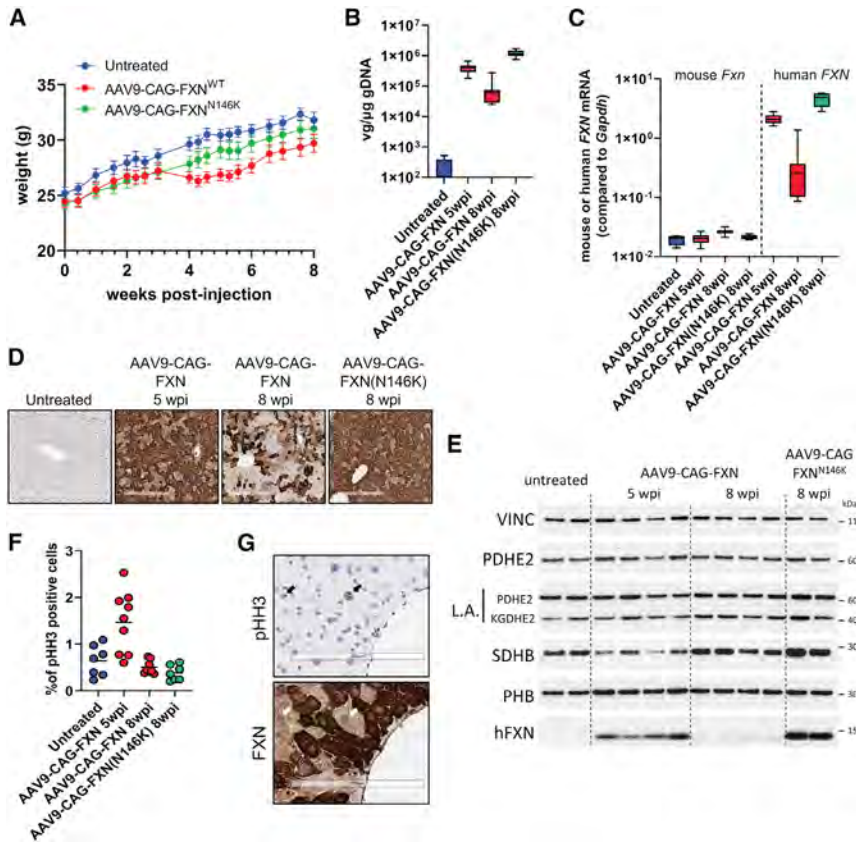 A
Untreated
AAV9-CAG-FXN^WT
AAV9-CAG-FXN^N146K
weight (g)
35
30
25
20
0
2
4
6
8
weeks post-injection
B
vg/µg gDNA
1×10^7
1×10^6
1×10^5
1×10^4
1×10^3
1×10^2
Untreated
AAV9-CAG-FXN 5wpi
AAV9-CAG-FXN 8wpi
AAV9-CAG-FXN(N146K) 8wpi
C
mouse or human FXN mRNA
(compared to Gapdh)
mouse Fxn
human FXN
1×10^1
1×10^0
1×10^-1
1×10^-2
Untreated
AAV9-CAG-FXN 5wpi
AAV9-CAG-FXN 8wpi
AAV9-CAG-FXN(N146K) 8wpi
AAV9-CAG-FXN 5wpi
AAV9-CAG-FXN 8wpi
AAV9-CAG-FXN(N146K) 8wpi
D
Untreated
AAV9-CAG-
FXN
5 wpi
AAV9-CAG-
FXN
8 wpi
AAV9-CAG-
FXN(N146K)
8 wpi
E
untreated
AAV9-CAG-FXN
5 wpi
8 wpi
AAV9-CAG
FXN^N146K
8 wpi
kDa
VINC
PDHE2
60
L.A.
PDHE2
60
KGDHE2
40
SDHB
30
PHB
30
hFXN
15
F
%of pHH3 positive cells
3
2
1
0
Untreated
AAV9-CAG-FXN 5wpi
AAV9-CAG-FXN 8wpi
AAV9-CAG-FXN(N146K) 8wpi
G
pHH3
FXN